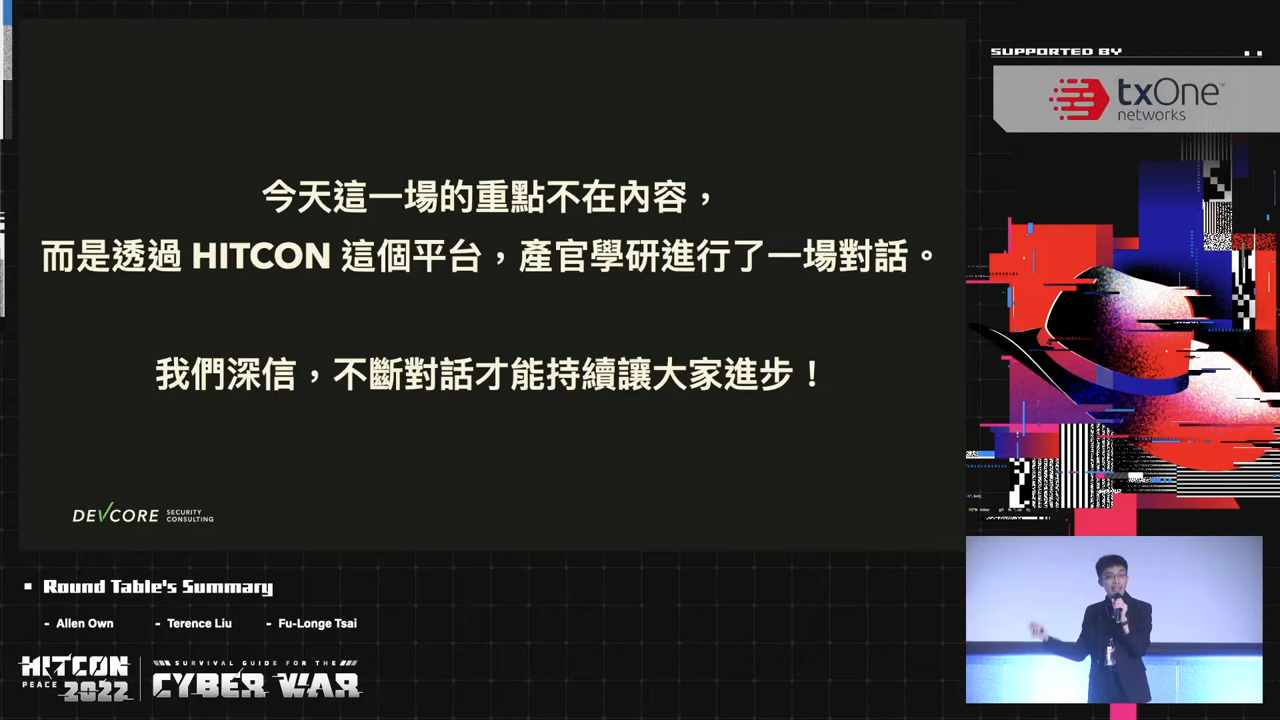 今天這一場的重點不在內容，
而是透過 HITCON 這個平台，產官學研進行了一場對話。
我們深信，不斷對話才能持續讓大家進步！
DEVCORE SECURITY CONSULTING
SUPPORTED BY
txOne networks
Round Table's Summary
- Allen Own - Terence Liu - Fu-Longe Tsai
HITCON PEACE 2022
SURVIVAL GUIDE FOR THE
CYBER WAR